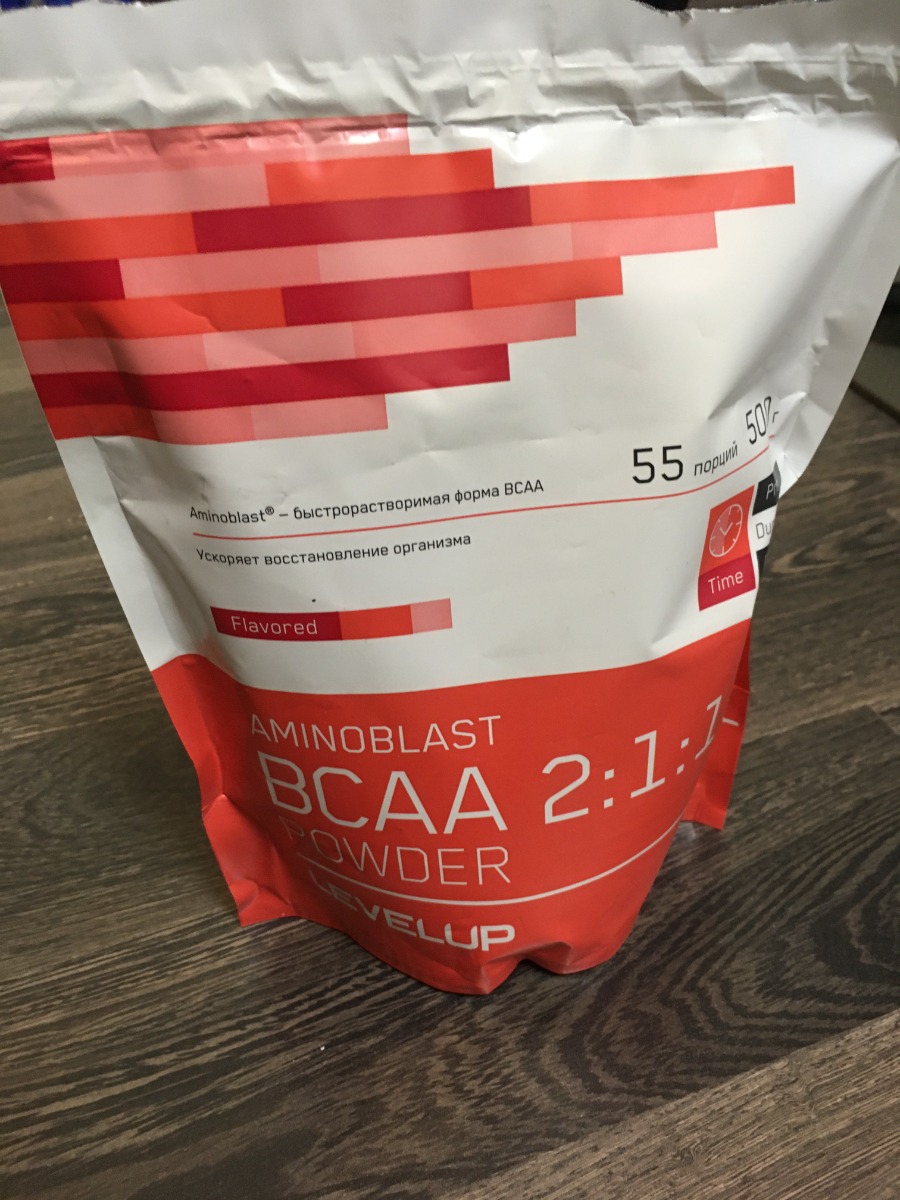 55 порций
Aminoblast® – быстрорастворимая форма BCAA
Ускоряет восстановление организма
Time
Flavored
AMINOBLAST
BCAA 2:1:1
POWDER
LEVELUP